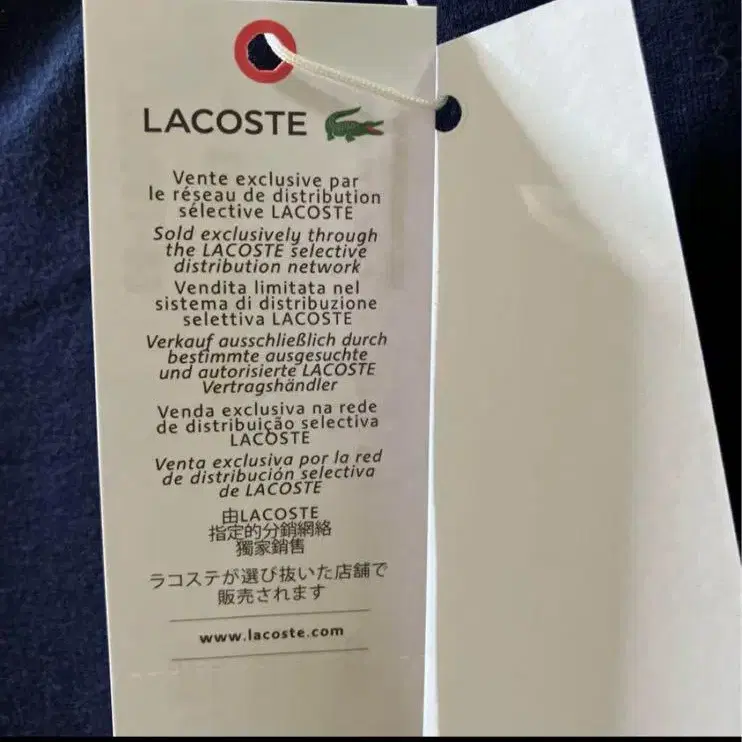 LACOSTE
Vente exclusive par
le réseau de distribution
sélective LACOSTE
Sold exclusively through
the LACOSTE selective
distribution network
Vendita limitata nel
sistema di distribuzione
selettiva LACOSTE
Verkauf ausschließlich durch
bestimmte ausgesuchte
und autorisierte LACOSTE
Vertragshändler
Venda exclusiva na rede
de distribuição selectiva
LACOSTE
Venta exclusiva por la red
de distribución selectiva
de LACOSTE
由LACOSTE
指定的分銷網絡
獨家銷售
ラコステが選び抜いた店舗で
販売されます
www.lacoste.com